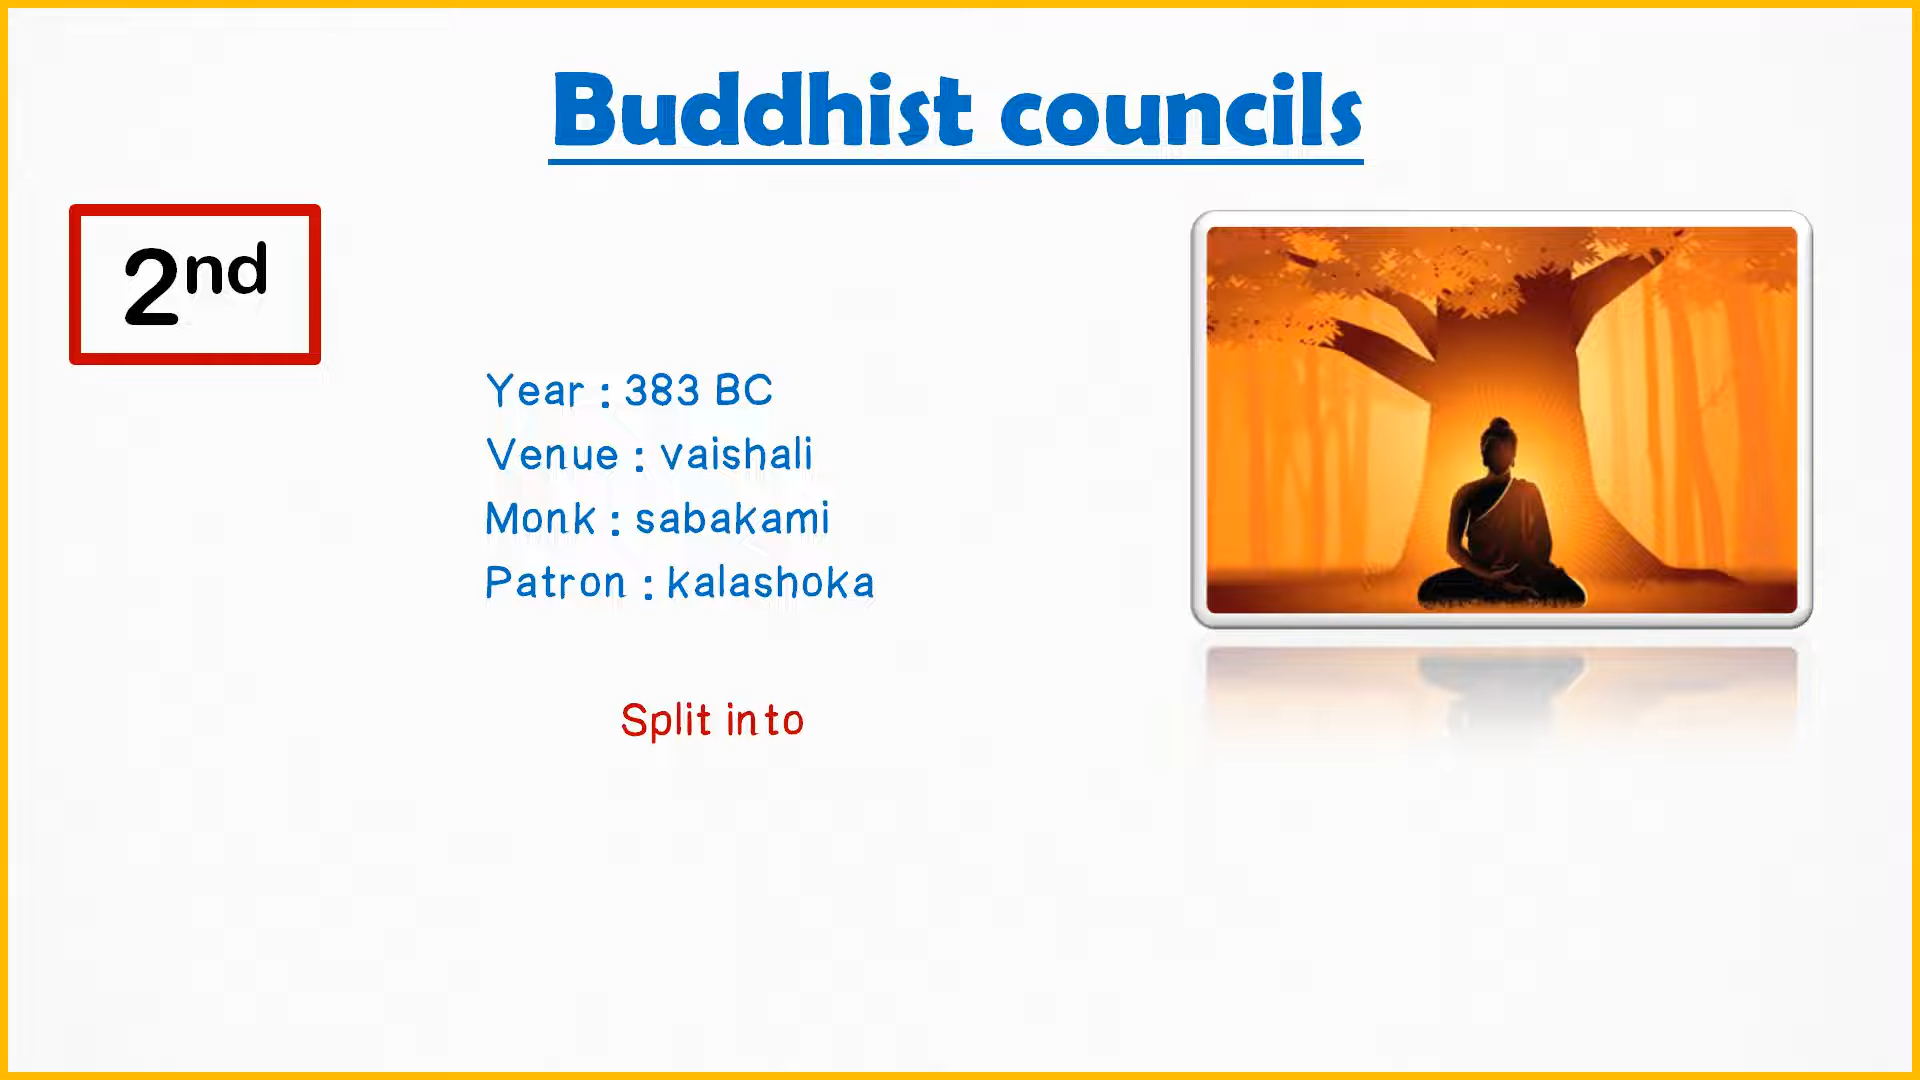 Buddhist councils
2nd
Year : 383 BC
Venue : vaishali
Monk : sabakami
Patron : kalashoka
Split into